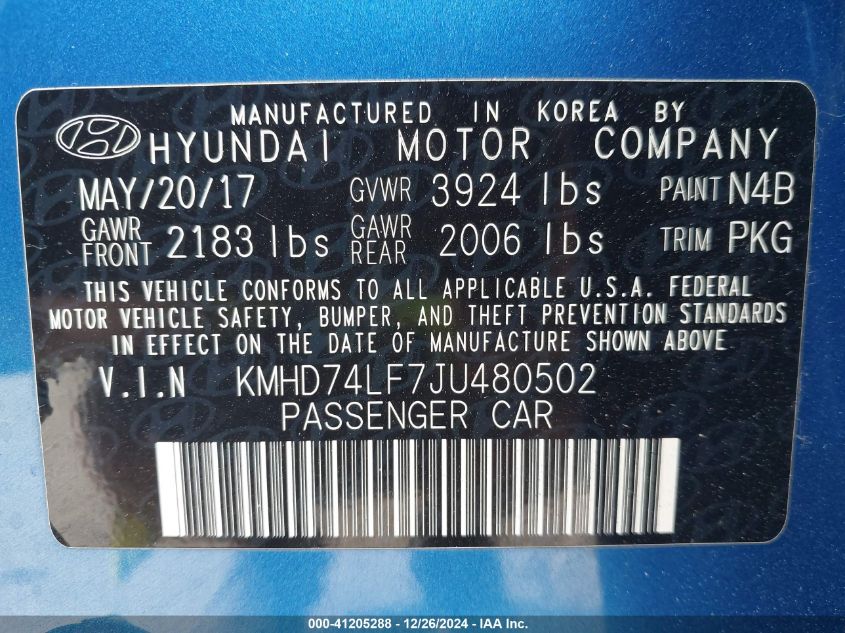 MANUFACTURED IN KOREA BY
HYUNDAI MOTOR COMPANY
MAY/20/17 GVWR 3924 lbs PAINT N4B
GAWR FRONT 2183 lbs GAWR REAR 2006 lbs TRIM PKG
THIS VEHICLE CONFORMS TO ALL APPLICABLE U.S.A. FEDERAL
MOTOR VEHICLE SAFETY, BUMPER, AND THEFT PREVENTION STANDARDS
IN EFFECT ON THE DATE OF MANUFACTURE SHOWN ABOVE.
V.I.N KMHD74LF7JU480502
PASSENGER CAR
000-41205288 - 12/26/2024 - IAA Inc.